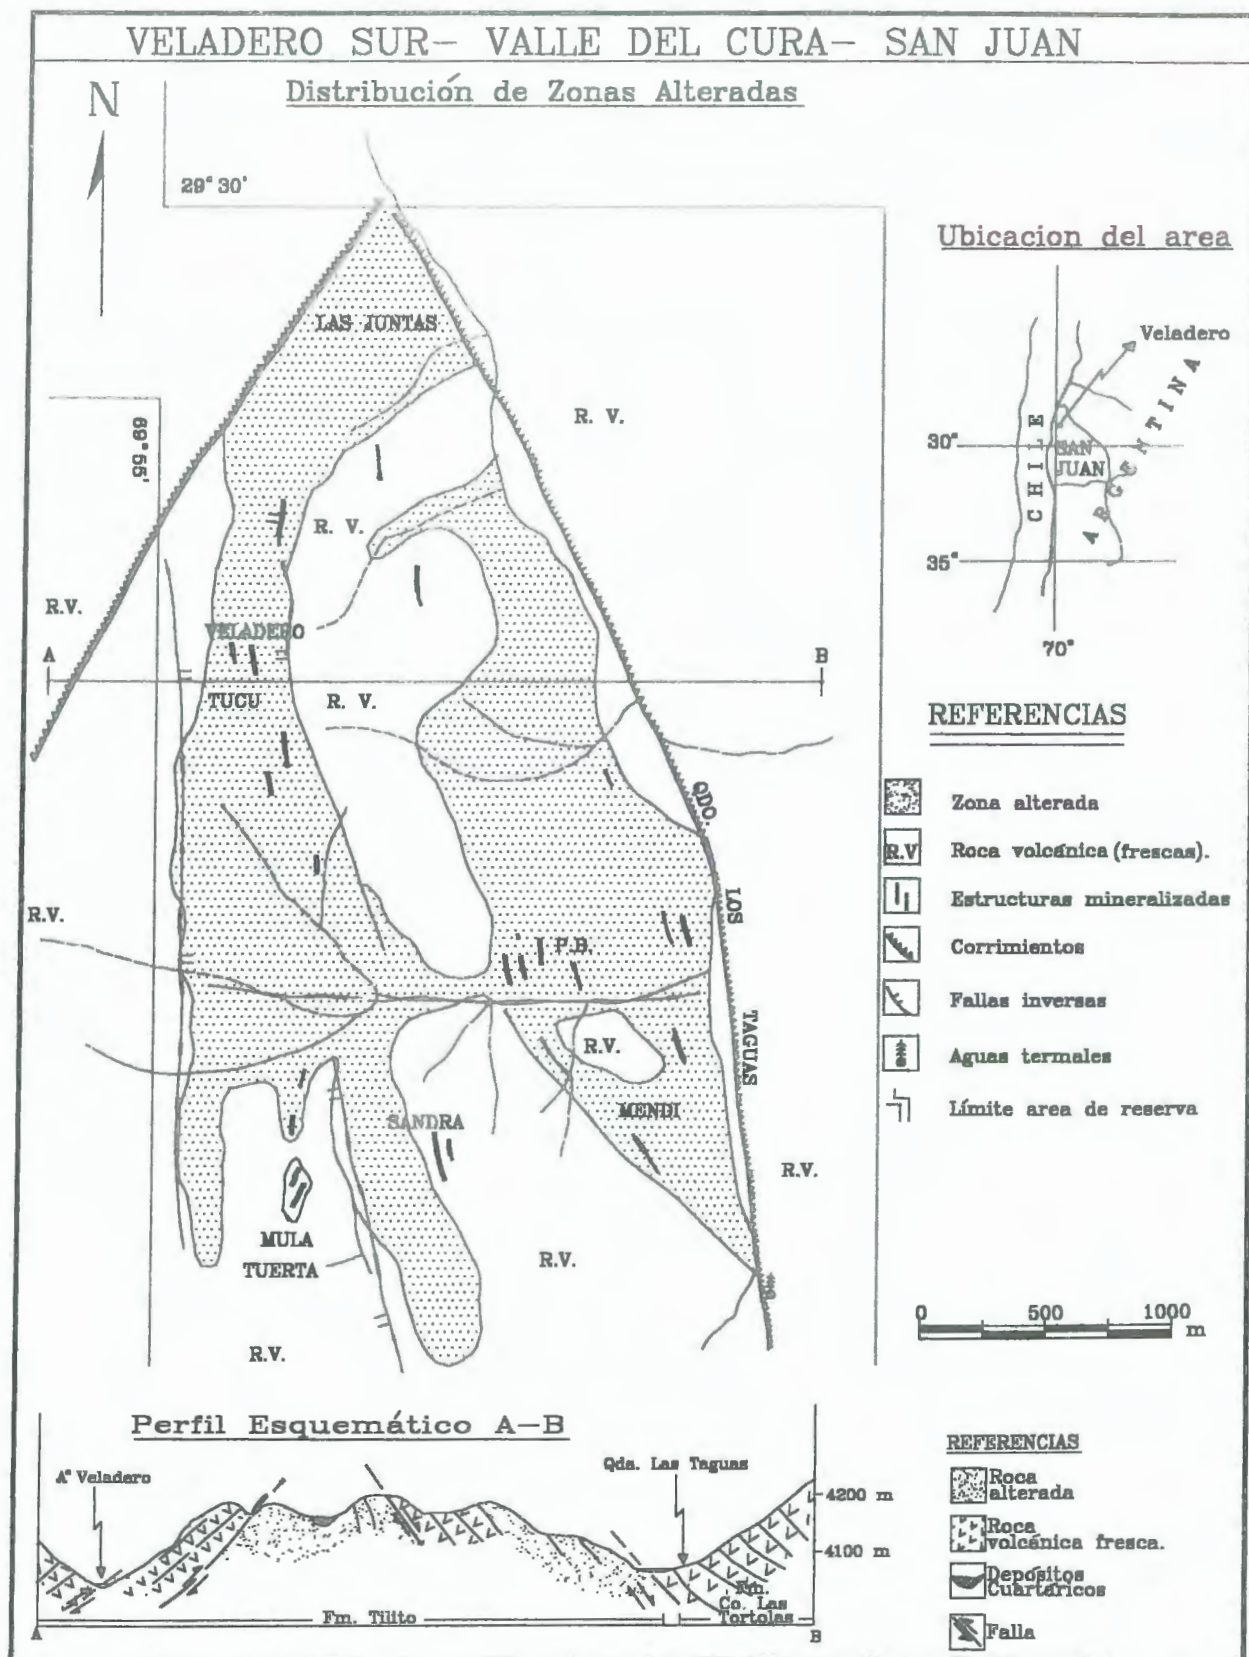 VELADERO SUR- VALLE DEL CURA- SAN JUAN
Distribución de Zonas Alteradas
N
29° 30'
69° 55'
LAS JUNTAS
R. V.
R. V.
R.V.
VELADERO
A
B
TUCU
R. V.
QDO.
LOS
TAGUAS
R.V.
P.B.
R.V.
MENDI
SANDRA
R.V.
MULA
TUERTA
R.V.
R.V.
Ubicacion del area
Veladero
CHILE
ARGENTINA
SAN
JUAN
30°
35°
70°
REFERENCIAS
Zona alterada
R.V
Roca volcánica (frescas).
Estructuras mineralizadas
Corrimientos
Fallas inversas
Aguas termales
Límite area de reserva
0 500 1000
m
Perfil Esquemático A-B
A° Veladero
Qda. Las Taguas
4200 m
4100 m
Fm. Tilito
Fm.
Co. Las
Tortolas
A
B
REFERENCIAS
Roca
alterada
Roca
volcánica fresca.
Depósitos
Cuartáricos
Falla